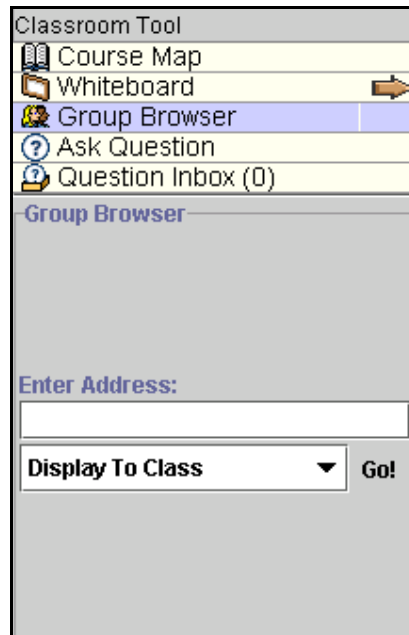 Classroom Tool
Course Map
Whiteboard
Group Browser
Ask Question
Question Inbox (0)
Group Browser
Enter Address:
Display To Class Go!